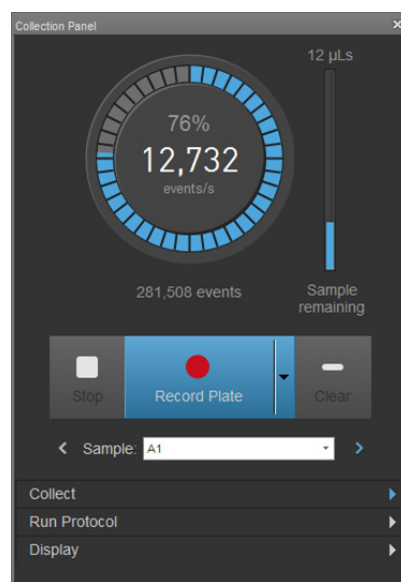 Collection Panel
12 µLs
76%
12,732
events/s
281,508 events
Sample
remaining
Stop
Record Plate
Clear
Sample: A1
Collect
Run Protocol
Display